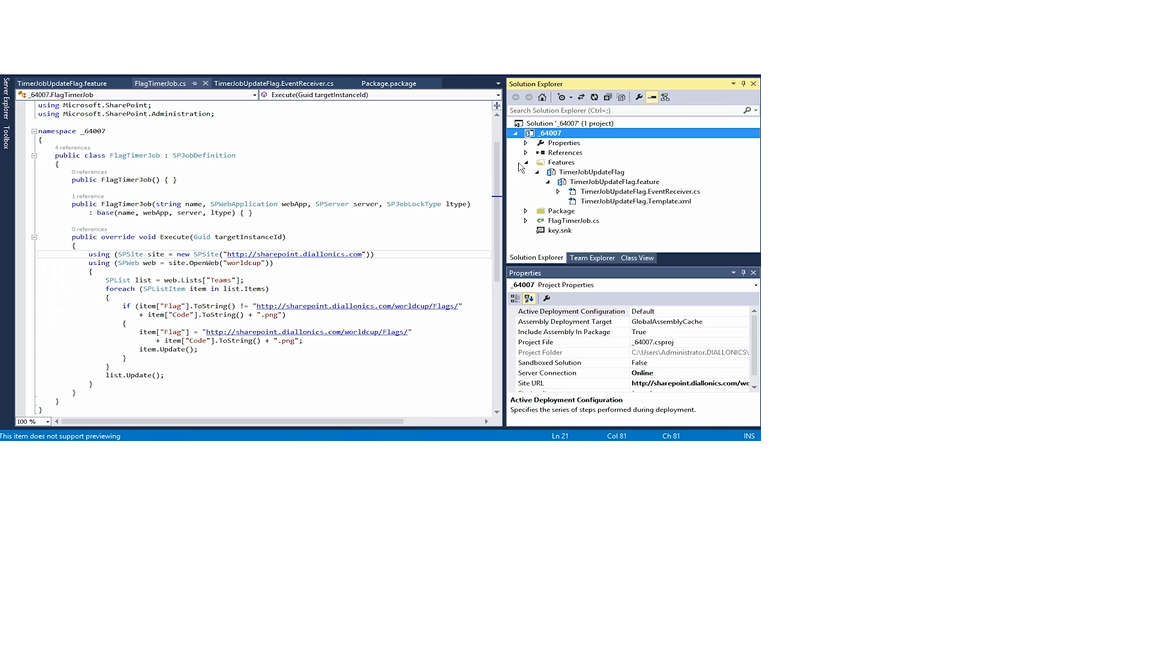 TimerJobUpdateFlag.feature FlagTimerJob.cs TimerJobUpdateFlag.EventReceiver.cs Package.package
_64007.FlagTimerJob Execute(Guid targetInstanceId)
Server Explorer
Toolbox
using Microsoft.SharePoint;
using Microsoft.SharePoint.Administration;
namespace _64007
{
4 references
public class FlagTimerJob : SPJobDefinition
{
0 references
public FlagTimerJob() { }
1 reference
public FlagTimerJob(string name, SPWebApplication webApp, SPServer server, SPJobLockType ltype)
: base(name, webApp, server, ltype) { }
0 references
public override void Execute(Guid targetInstanceId)
{
using (SPSite site = new SPSite("http://sharepoint.diallonics.com"))
using (SPWeb web = site.OpenWeb("worldcup"))
{
SPList list = web.Lists["Teams"];
foreach (SPListItem item in list.Items)
{
if (item["Flag"].ToString() != "http://sharepoint.diallonics.com/worldcup/Flags/"
+ item["Code"].ToString() + ".png")
{
item["Flag"] = "http://sharepoint.diallonics.com/worldcup/Flags/"
+ item["Code"].ToString() + ".png";
item.Update();
}
}
list.Update();
}
}
}
}
100 %
Solution Explorer
Search Solution Explorer (Ctrl+;)
Solution '_64007' (1 project)
_64007
Properties
References
Features
TimerJobUpdateFlag
TimerJobUpdateFlag.feature
TimerJobUpdateFlag.EventReceiver.cs
TimerJobUpdateFlag.Template.xml
Package
FlagTimerJob.cs
key.snk
Solution Explorer Team Explorer Class View
Properties
_64007 Project Properties
Active Deployment Configuration Default
Assembly Deployment Target GlobalAssemblyCache
Include Assembly In Package True
Project File _64007.csproj
Project Folder C:\Users\Administrator.DIALLONICS\
Sandboxed Solution False
Server Connection Online
Site URL http://sharepoint.diallonics.com/wc
Active Deployment Configuration
Specifies the series of steps performed during deployment.
This item does not support previewing Ln 21 Col 81 Ch 81 INS